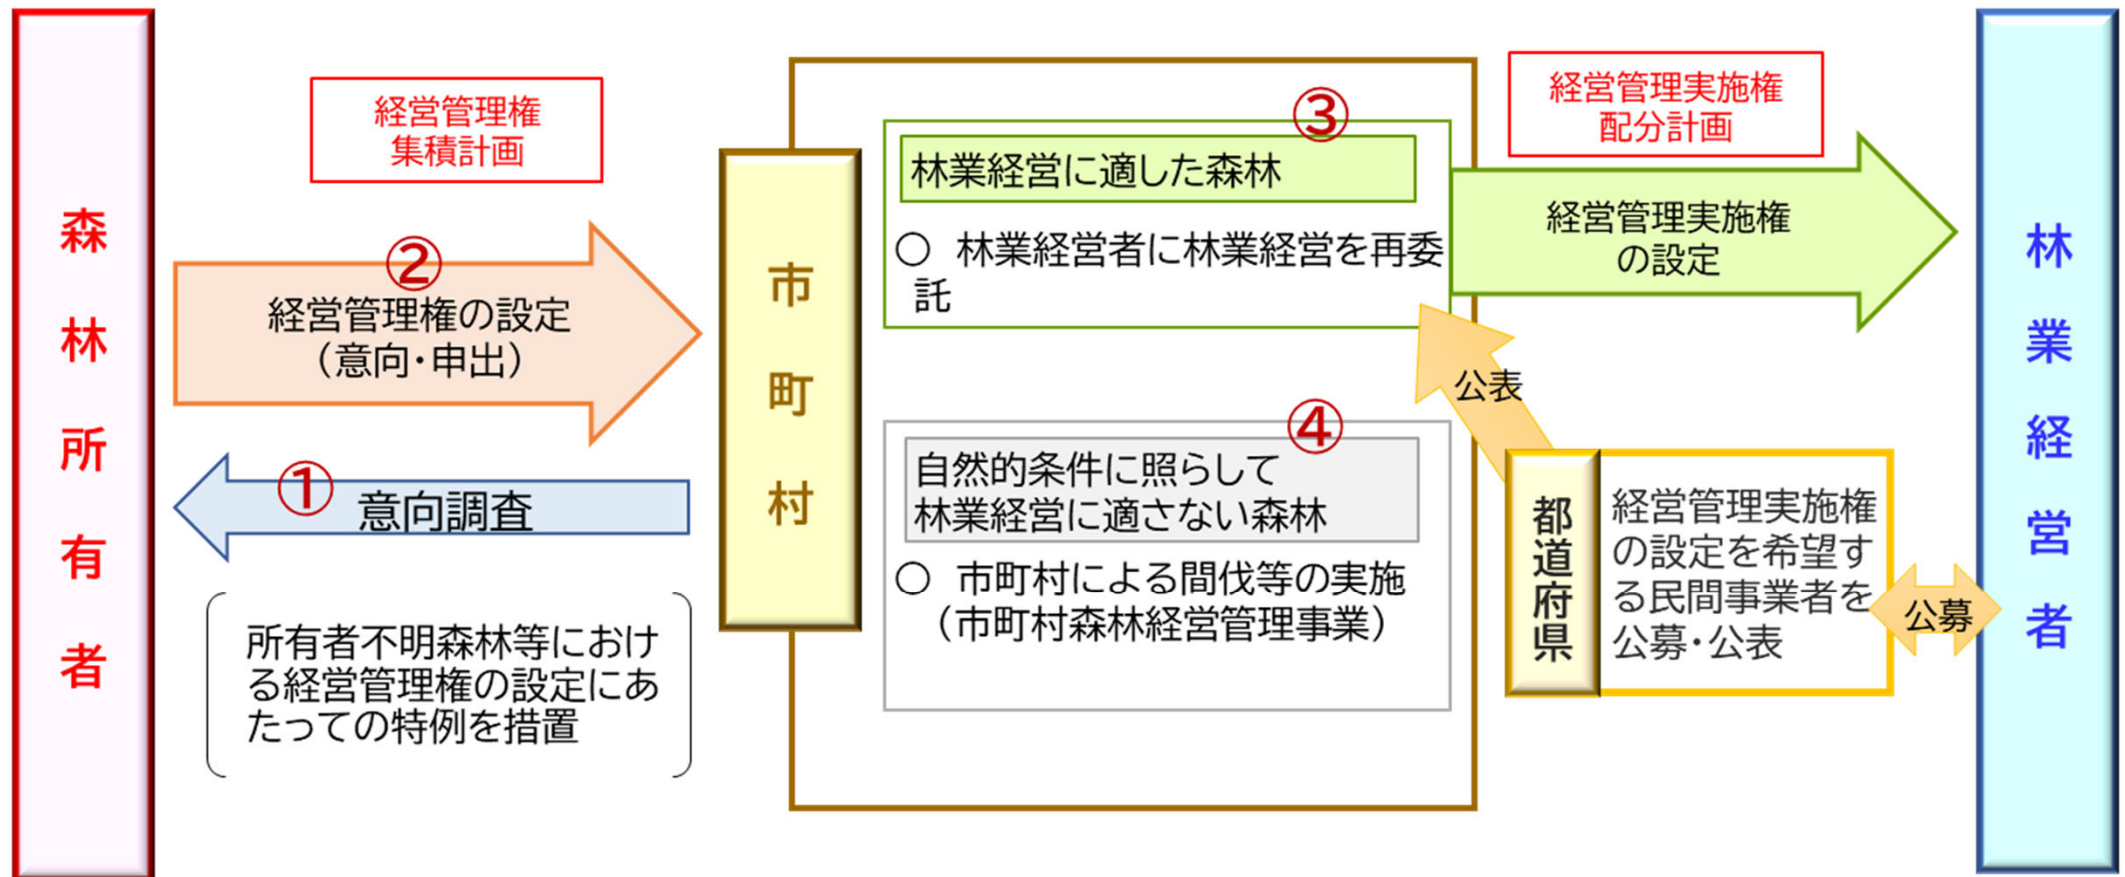 森林所有者
経営管理権
集積計画
②
経営管理権の設定
（意向・申出）
①
意向調査
所有者不明森林等におけ
る経営管理権の設定にあ
たっての特例を措置
市町村
③
林業経営に適した森林
○ 林業経営者に林業経営を再委
託
④
自然的条件に照らして
林業経営に適さない森林
○ 市町村による間伐等の実施
（市町村森林経営管理事業）
経営管理実施権
配分計画
経営管理実施権
の設定
公表
都道府県
経営管理実施権
の設定を希望す
る民間事業者を
公募・公表
公募
林業経営者